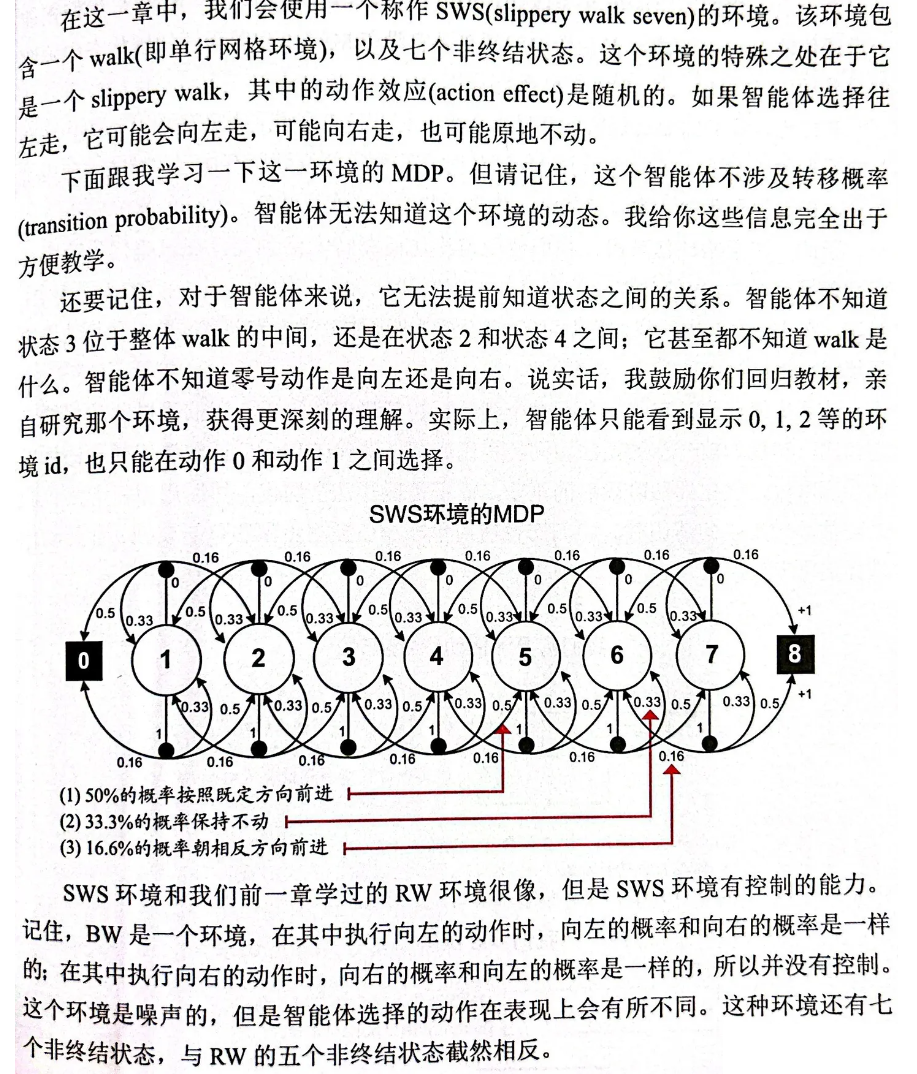 在这一章中，我们会使用一个称作 SWS(slippery walk seven)的环境。该环境包
含一个 walk(即单行网格环境)，以及七个非终结状态。这个环境的特殊之处在于它
是一个 slippery walk，其中的动作效应(action effect)是随机的。如果智能体选择往
左走，它可能会向左走，可能向右走，也可能原地不动。
下面跟我学习一下这一环境的 MDP。但请记住，这个智能体不涉及转移概率
(transition probability)。智能体无法知道这个环境的动态。我给你这些信息完全出于
方便教学。
还要记住，对于智能体来说，它无法提前知道状态之间的关系。智能体不知道
状态 3 位于整体 walk 的中间，还是在状态 2 和状态 4 之间；它甚至都不知道 walk 是
什么。智能体不知道零号动作是向左还是向右。说实话，我鼓励你们回归教材，亲
自研究那个环境，获得更深刻的理解。实际上，智能体只能看到显示 0, 1, 2 等的环
境 id，也只能在动作 0 和动作 1 之间选择。
SWS环境的MDP
0.16 0.16 0.16 0.16 0.16 0.16 0.16
0 0 0 0 0 0 0
0.5 0.33 0.5 0.33 0.5 0.33 0.5 0.33 0.5 0.33 0.5 0.33 0.5 0.33 +1
0 1 2 3 4 5 6 7 8
0.33 0.5 0.33 0.5 0.33 0.5 0.33 0.5 0.33 0.5 0.33 0.5 0.33 0.5 +1
1 1 1 1 1 1 1
0.16 0.16 0.16 0.16 0.16 0.16 0.16
(1) 50%的概率按照既定方向前进
(2) 33.3%的概率保持不动
(3) 16.6%的概率朝相反方向前进
SWS 环境和我们前一章学过的 RW 环境很像，但是 SWS 环境有控制的能力。
记住，BW 是一个环境，在其中执行向左的动作时，向左的概率和向右的概率是一样
的; 在其中执行向右的动作时，向右的概率和向左的概率是一样的，所以并没有控制。
这个环境是噪声的，但是智能体选择的动作在表现上会有所不同。这种环境还有七
个非终结状态，与 RW 的五个非终结状态截然相反。